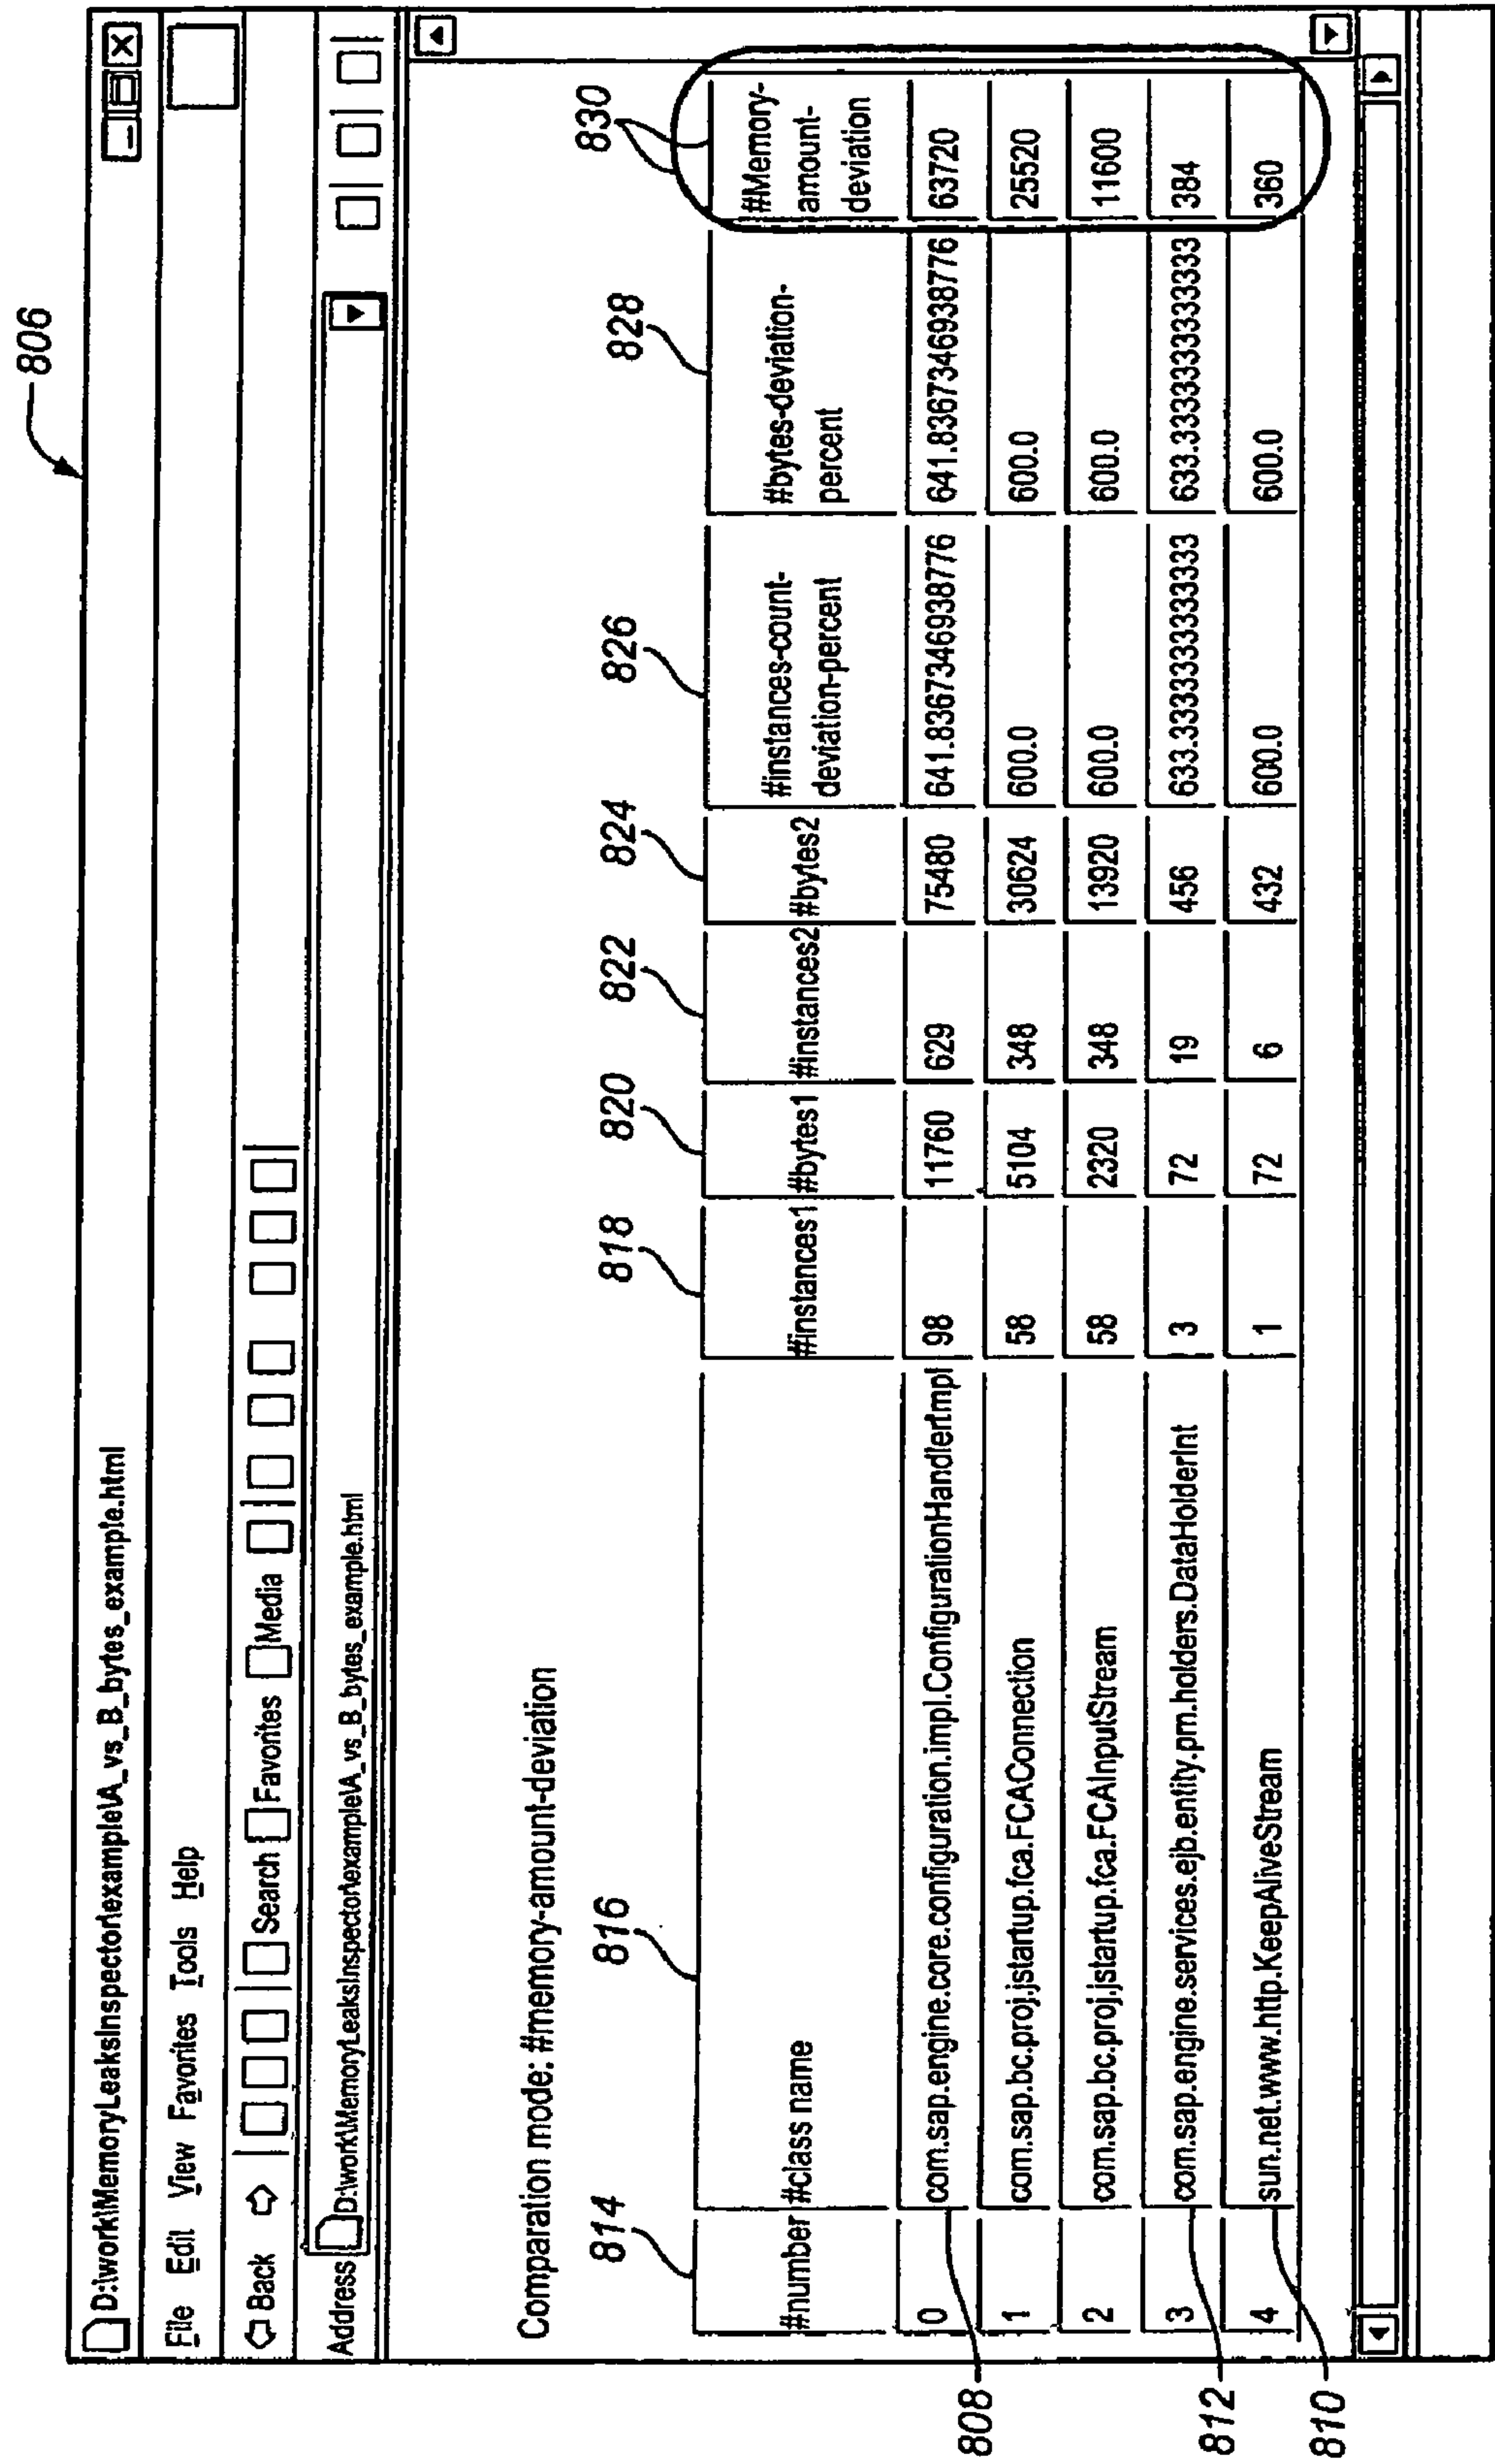 806
D:\work\MemoryLeaksInspector\example\A_vs_B_bytes_example.html
File Edit View Favorites Tools Help
Back Search Favorites Media
Address D:\work\MemoryLeaksInspector\example\A_vs_B_bytes_example.html
Comparation mode: #memory-amount-deviation
814 816 818 820 822 824 826 828 830
#number #class name #instances1 #bytes1 #instances2 #bytes2 #instances-count-deviation-percent #bytes-deviation-percent #Memory-amount-deviation
0 com.sap.engine.core.configuration.impl.ConfigurationHandlerImpl 98 11760 629 75480 641.8367346938776 641.8367346938776 63720
1 com.sap.bc.proj.jstartup.fca.FCAConnection 58 5104 348 30624 600.0 600.0 25520
2 com.sap.bc.proj.jstartup.fca.FCAInputStream 58 2320 348 13920 600.0 600.0 11600
3 com.sap.engine.services.ejb.entity.pm.holders.DataHolderInt 3 72 19 456 633.3333333333333333 633.3333333333333333 384
4 sun.net.www.http.KeepAliveStream 1 72 6 432 600.0 600.0 360
808
812
810